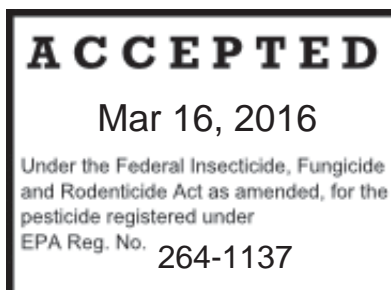 ACCEPTED
Mar 16, 2016
Under the Federal Insecticide, Fungicide
and Rodenticide Act as amended, for the
pesticide registered under
EPA Reg. No. 264-1137